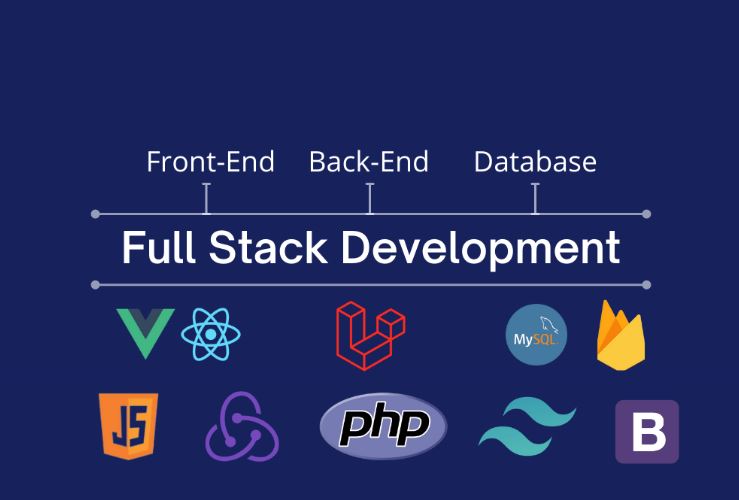 Front-End Back-End Database
Full Stack Development
MySQL
JS php B